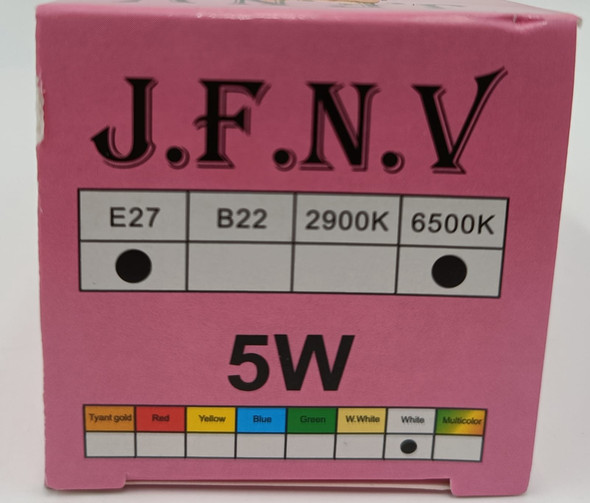 J.F.N.V
E27 B22 2900K 6500K
5W
Tyant gold Red Yellow Blue Green W.White White Multicolor